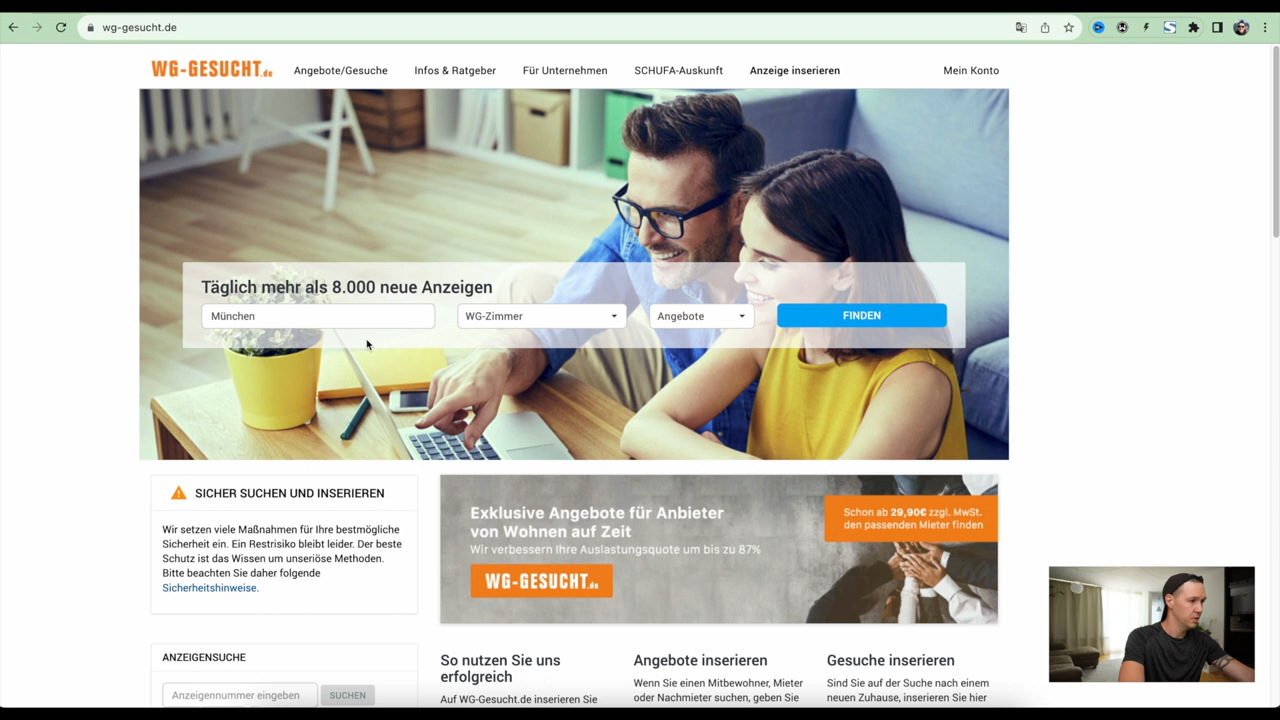 wg-gesucht.de
WG-GESUCHT.de
Angebote/Gesuche
Infos & Ratgeber
Für Unternehmen
SCHUFA-Auskunft
Anzeige inserieren
Mein Konto
Täglich mehr als 8.000 neue Anzeigen
München
WG-Zimmer
Angebote
FINDEN
SICHER SUCHEN UND INSERIEREN
Wir setzen viele Maßnahmen für Ihre bestmögliche
Sicherheit ein. Ein Restrisiko bleibt leider. Der beste
Schutz ist das Wissen um unseriöse Methoden.
Bitte beachten Sie daher folgende
Sicherheitshinweise.
Exklusive Angebote für Anbieter
von Wohnen auf Zeit
Wir verbessern Ihre Auslastungsquote um bis zu 87%
WG-GESUCHT.de
Schon ab 29,90€ zzgl. MwSt.
den passenden Mieter finden
ANZEIGENSUCHE
Anzeigennummer eingeben
SUCHEN
So nutzen Sie uns
erfolgreich
Auf WG-Gesucht.de inserieren Sie
Angebote inserieren
Wenn Sie einen Mitbewohner, Mieter
oder Nachmieter suchen, geben Sie
Gesuche inserieren
Sind Sie auf der Suche nach einem
neuen Zuhause, inserieren Sie hier